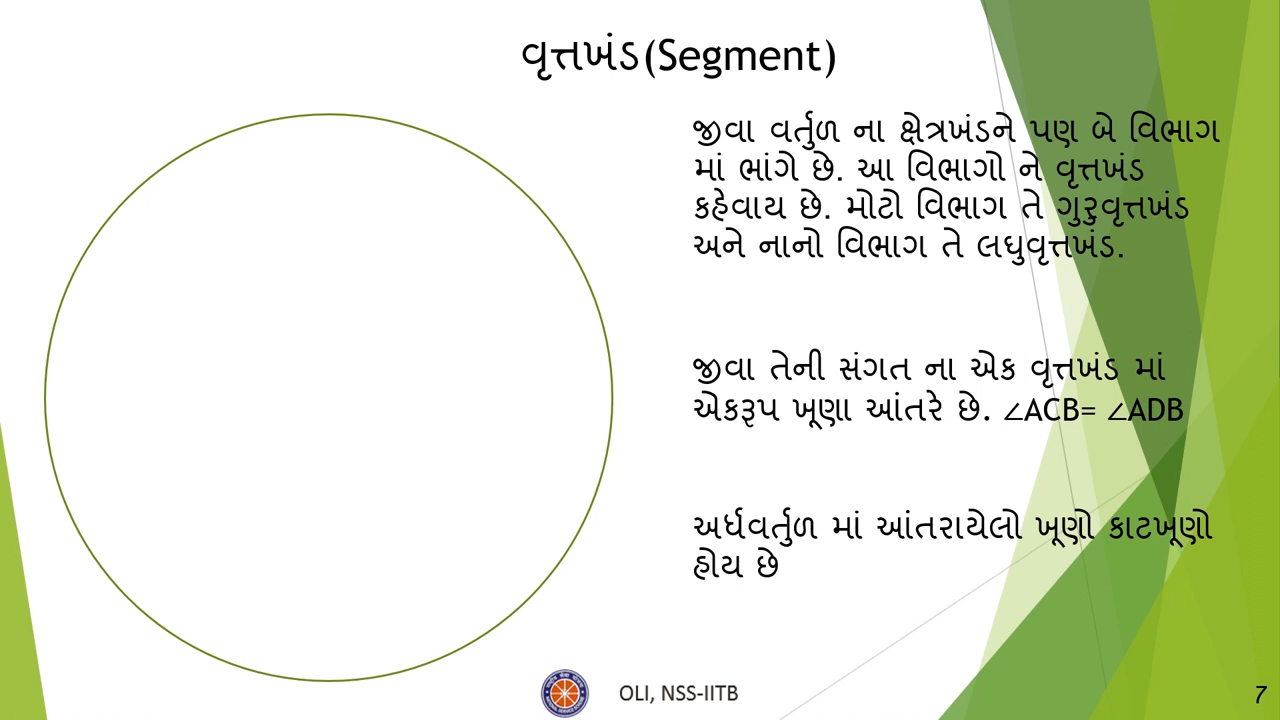 વૃત્તખંડ(Segment)
જીવા વર્તુળ ના ક્ષેત્રખંડને પણ બે વિભાગ
માં ભાંગે છે. આ વિભાગો ને વૃત્તખંડ
કહેવાય છે. મોટો વિભાગ તે ગુરુવૃત્તખંડ
અને નાનો વિભાગ તે લઘુવૃત્તખંડ.
જીવા તેની સંગત ના એક વૃત્તખંડ માં
એકરૂપ ખૂણા આંતરે છે. ∠ACB= ∠ADB
અર્ધવર્તુળ માં આંતરાયેલો ખૂણો કાટખૂણો
હોય છે
OLI, NSS-IITB
7